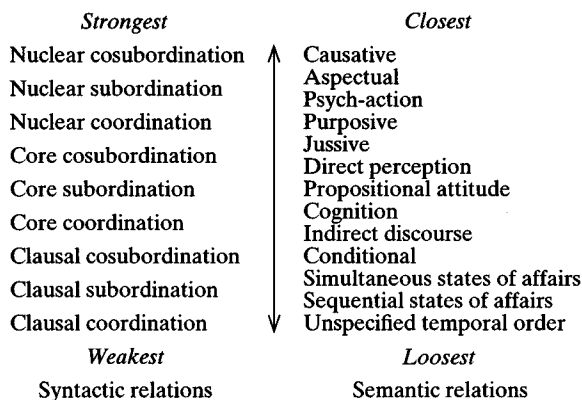 Strongest
Nuclear cosubordination
Nuclear subordination
Nuclear coordination
Core cosubordination
Core subordination
Core coordination
Clausal cosubordination
Clausal subordination
Clausal coordination
Weakest
Syntactic relations
Closest
Causative
Aspectual
Psych-action
Purposive
Jussive
Direct perception
Propositional attitude
Cognition
Indirect discourse
Conditional
Simultaneous states of affairs
Sequential states of affairs
Unspecified temporal order
Loosest
Semantic relations